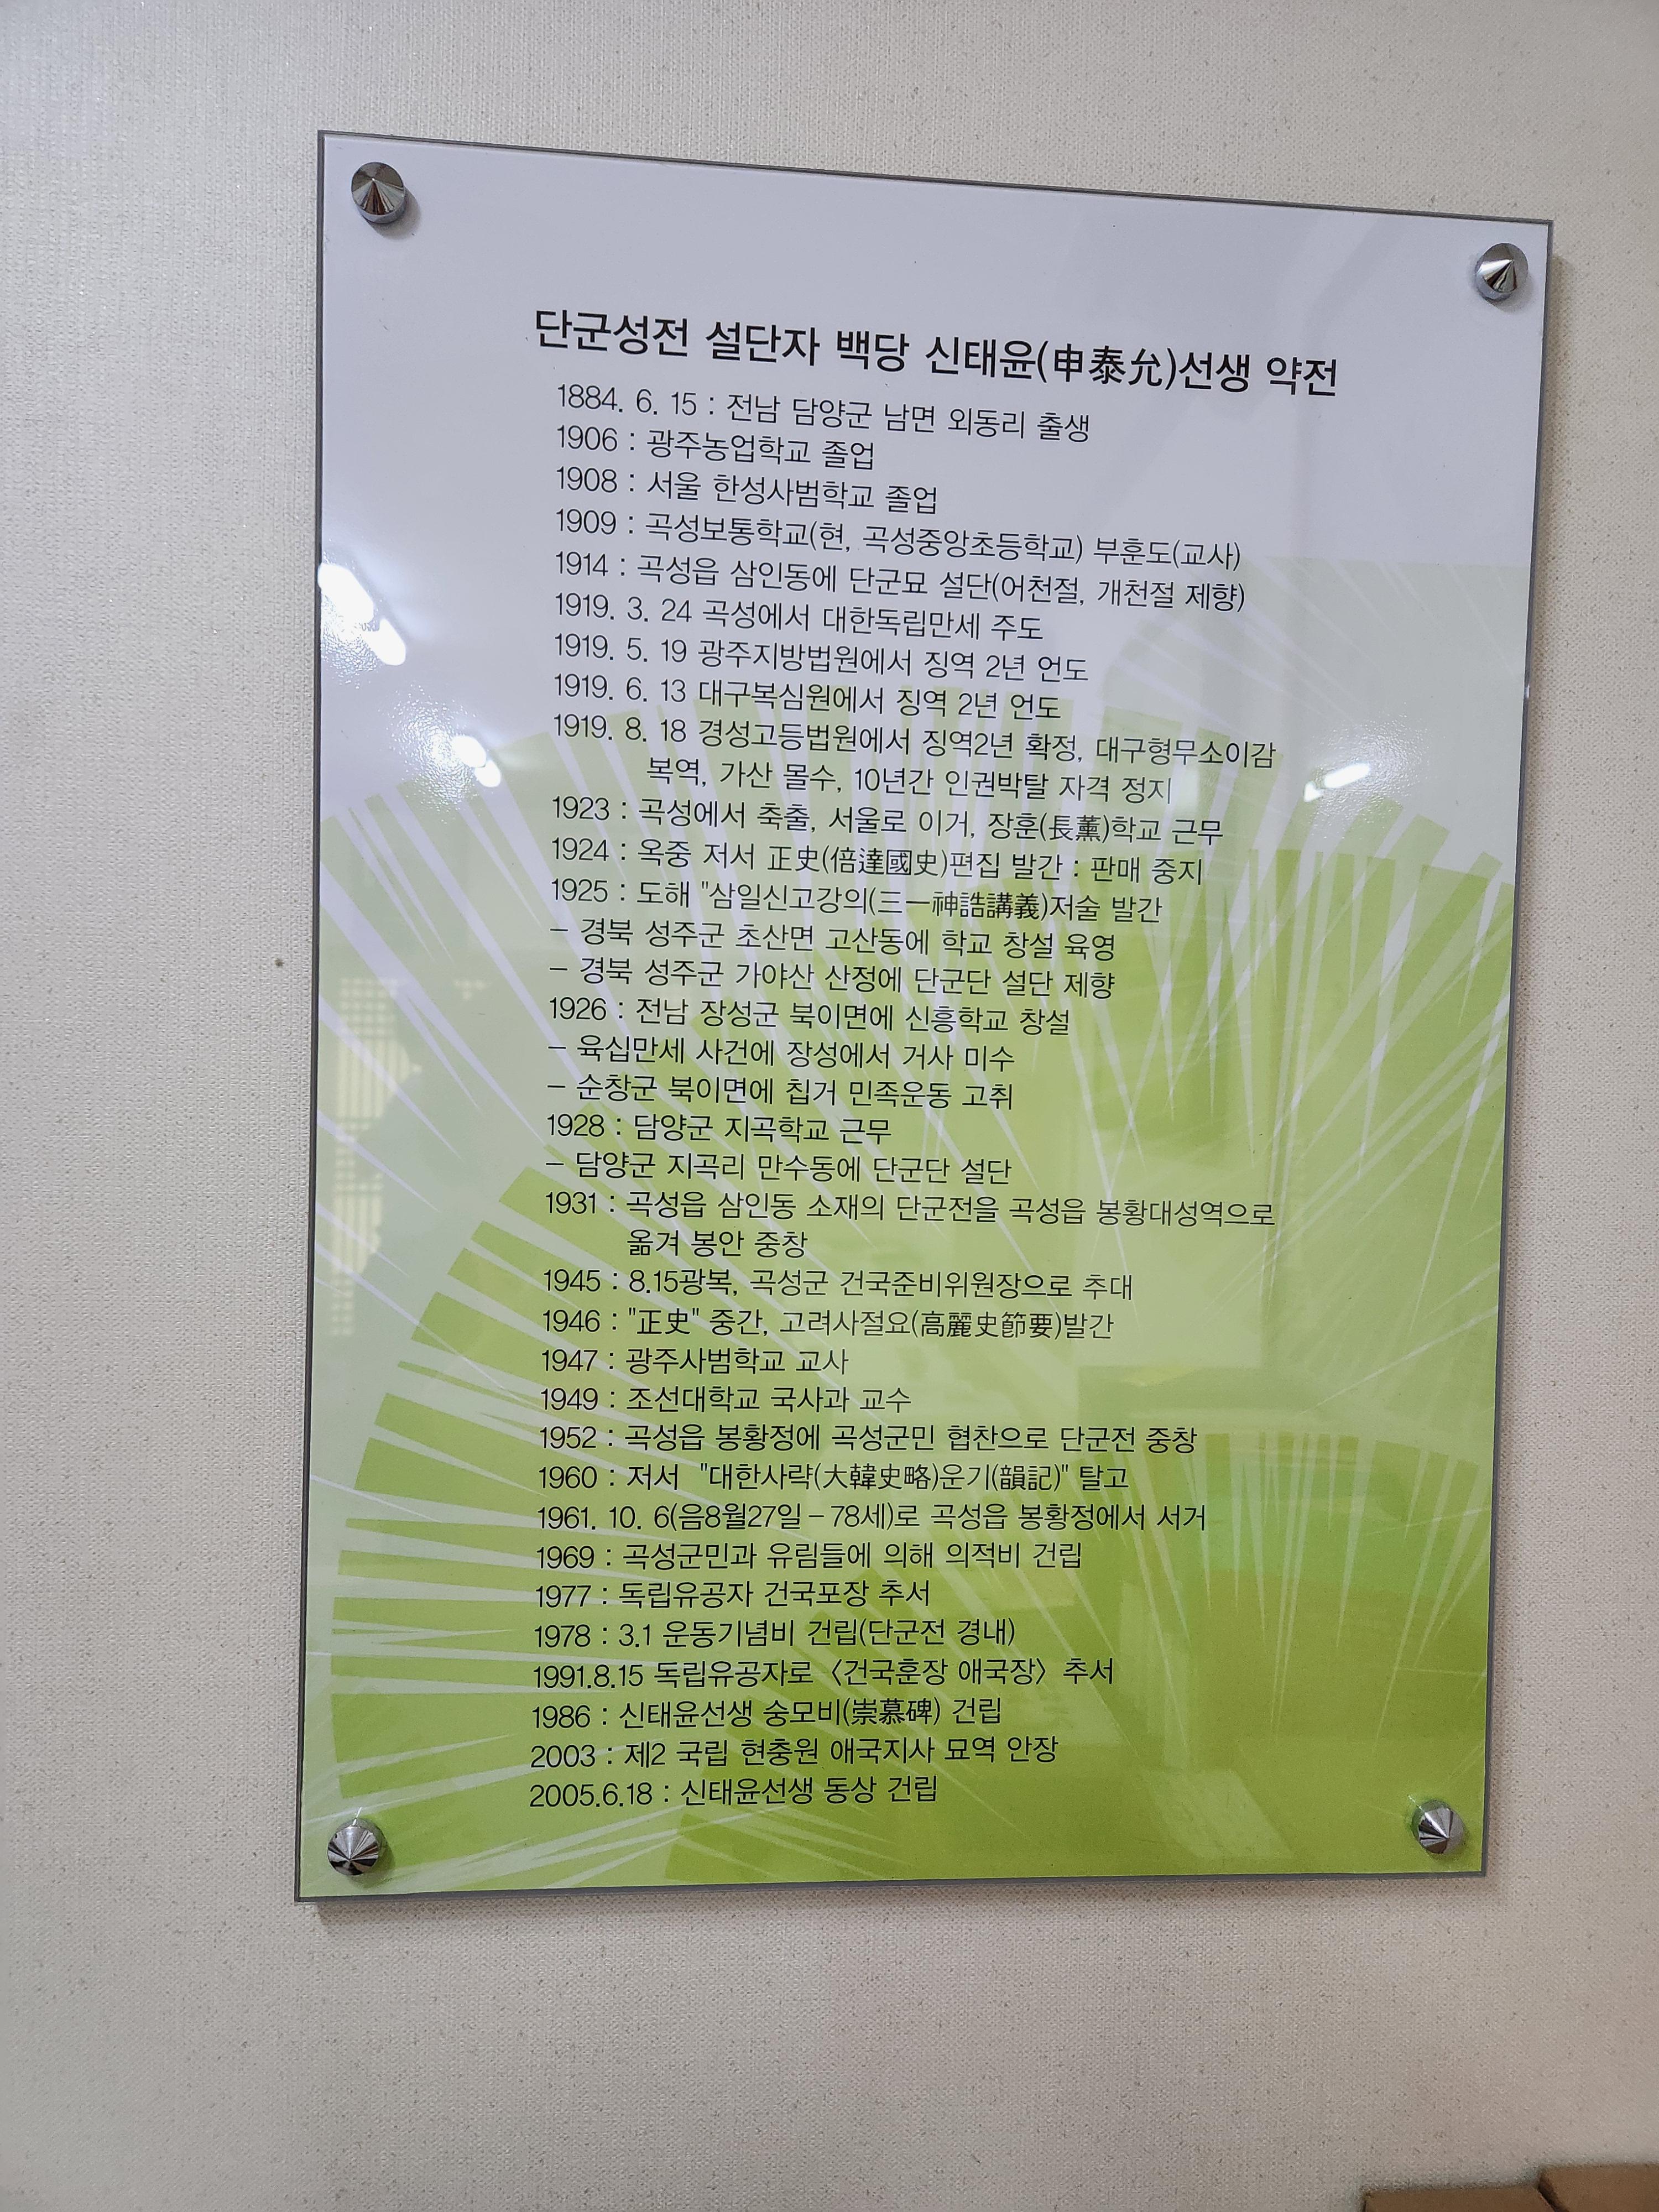 단군성전 설단자 백당 신태윤(申泰允)선생 약전
1884. 6. 15 : 전남 담양군 남면 외동리 출생
1906 : 광주농업학교 졸업
1908 : 서울 한성사범학교 졸업
1909 : 곡성보통학교(현, 곡성중앙초등학교) 부훈도(교사)
1914 : 곡성읍 삼인동에 단군묘 설단(어천절, 개천절 제향)
1919. 3. 24 곡성에서 대한독립만세 주도
1919. 5. 19 광주지방법원에서 징역 2년 언도
1919. 6. 13 대구복심원에서 징역 2년 언도
1919. 8. 18 경성고등법원에서 징역2년 확정, 대구형무소이감
복역, 가산 몰수, 10년간 인권박탈 자격 정지
1923 : 곡성에서 축출, 서울로 이거, 장훈(長薰)학교 근무
1924 : 옥중 저서 正史(倍達國史)편집 발간 : 판매 중지
1925 : 도해 "삼일신고강의(三一神誥講義)저술 발간
- 경북 성주군 초산면 고산동에 학교 창설 육영
- 경북 성주군 가야산 산정에 단군단 설단 제향
1926 : 전남 장성군 북이면에 신흥학교 창설
- 육십만세 사건에 장성에서 거사 미수
- 순창군 북이면에 칩거 민족운동 고취
1928 : 담양군 지곡학교 근무
- 담양군 지곡리 만수동에 단군단 설단
1931 : 곡성읍 삼인동 소재의 단군전을 곡성읍 봉황대성역으로
옮겨 봉안 중창
1945 : 8.15광복, 곡성군 건국준비위원장으로 추대
1946 : "正史" 중간, 고려사절요(高麗史節要)발간
1947 : 광주사범학교 교사
1949 : 조선대학교 국사과 교수
1952 : 곡성읍 봉황정에 곡성군민 협찬으로 단군전 중창
1960 : 저서 "대한사략(大韓史略)운기(韻記)" 탈고
1961. 10. 6(음8월27일 - 78세)로 곡성읍 봉황정에서 서거
1969 : 곡성군민과 유림들에 의해 의적비 건립
1977 : 독립유공자 건국포장 추서
1978 : 3.1 운동기념비 건립(단군전 경내)
1991.8.15 독립유공자로 〈건국훈장 애국장〉 추서
1986 : 신태윤선생 숭모비(崇慕碑) 건립
2003 : 제2 국립 현충원 애국지사 묘역 안장
2005.6.18 : 신태윤선생 동상 건립